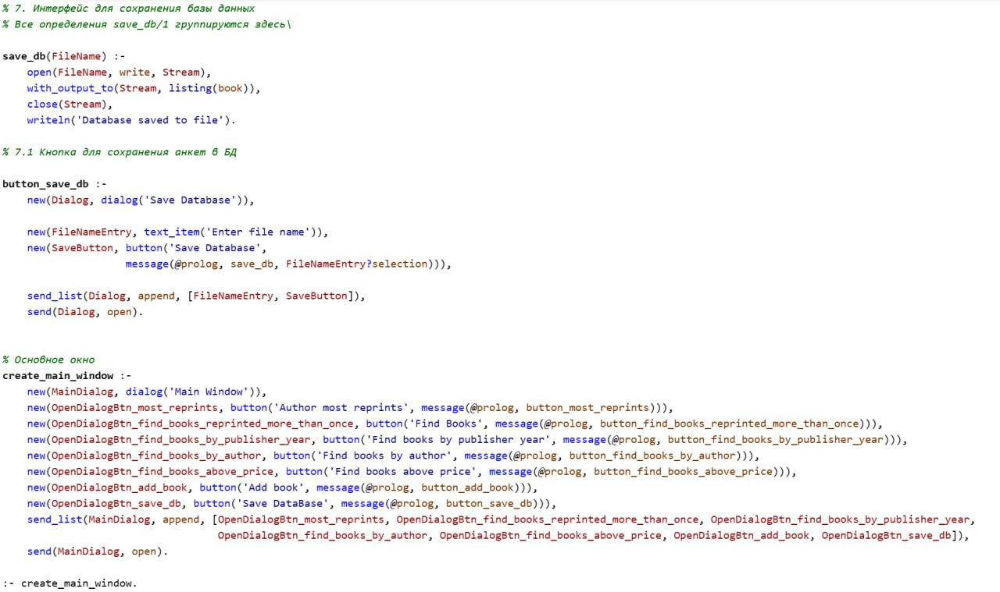 % 7. Интерфейс для сохранения базы данных
% Все определения save_db/1 группируются здесь\
save_db(FileName) :-
    open(FileName, write, Stream),
    with_output_to(Stream, listing(book)),
    close(Stream),
    writeln('Database saved to file').
% 7.1 Кнопка для сохранения анкет в БД
button_save_db :-
    new(Dialog, dialog('Save Database')),
    new(FileNameEntry, text_item('Enter file name')),
    new(SaveButton, button('Save Database',
                    message(@prolog, save_db, FileNameEntry?selection))),
    send_list(Dialog, append, [FileNameEntry, SaveButton]),
    send(Dialog, open).
% Основное окно
create_main_window :-
    new(MainDialog, dialog('Main Window')),
    new(OpenDialogBtn_most_reprints, button('Author most reprints', message(@prolog, button_most_reprints))),
    new(OpenDialogBtn_find_books_reprinted_more_than_once, button('Find Books', message(@prolog, button_find_books_reprinted_more_than_once))),
    new(OpenDialogBtn_find_books_by_publisher_year, button('Find books by publisher year', message(@prolog, button_find_books_by_publisher_year))),
    new(OpenDialogBtn_find_books_by_author, button('Find books by author', message(@prolog, button_find_books_by_author))),
    new(OpenDialogBtn_find_books_above_price, button('Find books above price', message(@prolog, button_find_books_above_price))),
    new(OpenDialogBtn_add_book, button('Add book', message(@prolog, button_add_book))),
    new(OpenDialogBtn_save_db, button('Save DataBase', message(@prolog, button_save_db))),
    send_list(MainDialog, append, [OpenDialogBtn_most_reprints, OpenDialogBtn_find_books_reprinted_more_than_once, OpenDialogBtn_find_books_by_publisher_year,
                                   OpenDialogBtn_find_books_by_author, OpenDialogBtn_find_books_above_price, OpenDialogBtn_add_book, OpenDialogBtn_save_db]),
    send(MainDialog, open).
:- create_main_window.